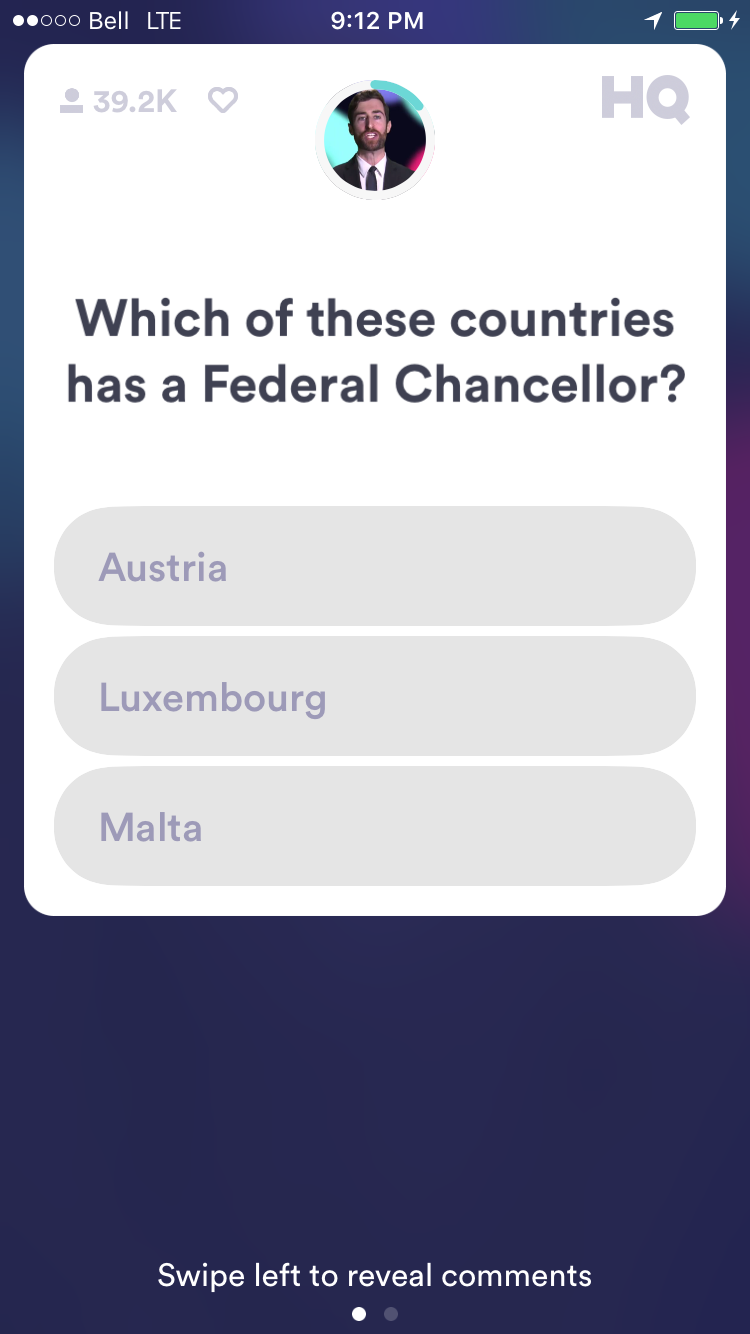 Bell LTE 9:12 PM
39.2K HQ
Which of these countries
has a Federal Chancellor?
Austria
Luxembourg
Malta
Swipe left to reveal comments